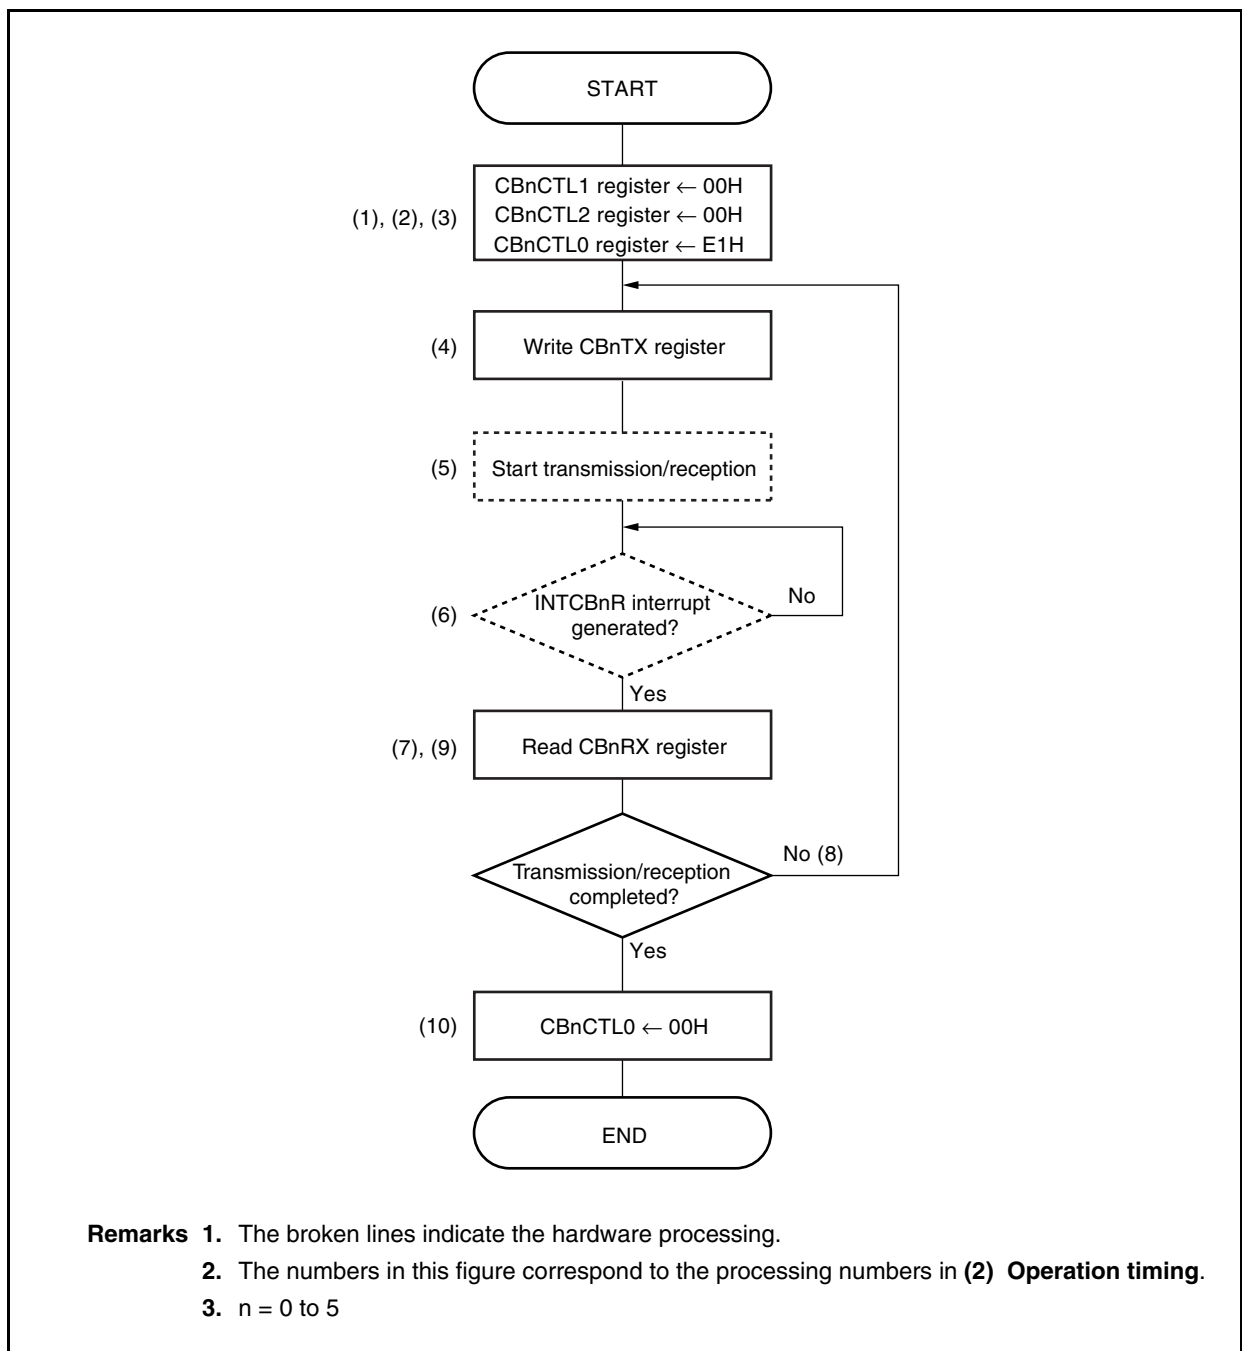 START
CBnCTL1 register ← 00H
(1), (2), (3) CBnCTL2 register ← 00H
CBnCTL0 register ← E1H
(4) Write CBnTX register
(5) Start transmission/reception
(6) INTCBnR interrupt
generated?
No
Yes
(7), (9) Read CBnRX register
Transmission/reception
completed?
No (8)
Yes
(10) CBnCTL0 ← 00H
END
Remarks 1. The broken lines indicate the hardware processing.
2. The numbers in this figure correspond to the processing numbers in (2) Operation timing.
3. n = 0 to 5